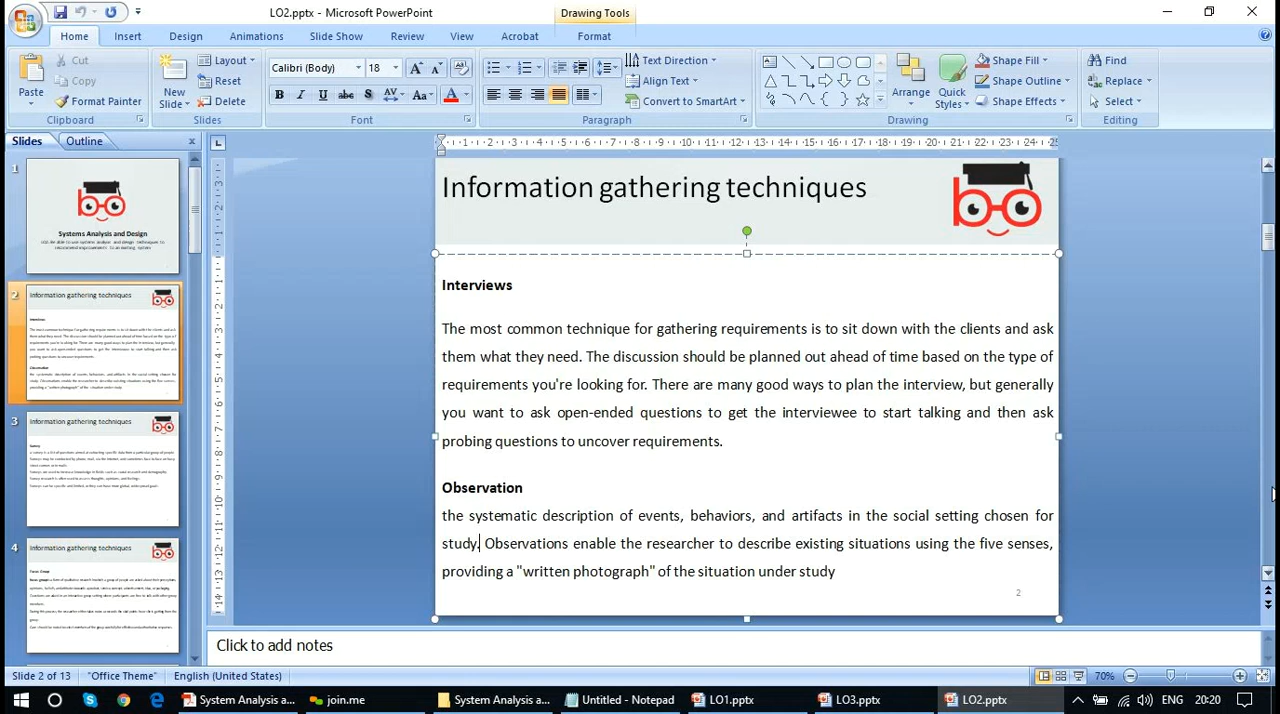 LO2.pptx - Microsoft PowerPoint
Drawing Tools
Home Insert Design Animations Slide Show Review View Acrobat Format
Paste
Cut
Copy
Format Painter
Clipboard
New Slide
Layout
Reset
Delete
Slides
Calibri (Body) 18
B I U abc S AV Aa A
Font
Text Direction
Align Text
Convert to SmartArt
Paragraph
Arrange
Quick Styles
Shape Fill
Shape Outline
Shape Effects
Drawing
Find
Replace
Select
Editing
Slides Outline
1
Systems Analysis and Design
2
Information gathering techniques
3
Information gathering techniques
4
Information gathering techniques
Information gathering techniques
Interviews
The most common technique for gathering requirements is to sit down with the clients and ask
them what they need. The discussion should be planned out ahead of time based on the type of
requirements you're looking for. There are many good ways to plan the interview, but generally
you want to ask open-ended questions to get the interviewee to start talking and then ask
probing questions to uncover requirements.
Observation
the systematic description of events, behaviors, and artifacts in the social setting chosen for
study. Observations enable the researcher to describe existing situations using the five senses,
providing a "written photograph" of the situation under study
2
Click to add notes
Slide 2 of 13 "Office Theme" English (United States) 70%
System Analysis a... join.me System Analysis a... Untitled - Notepad LO1.pptx LO3.pptx LO2.pptx ENG 20:20